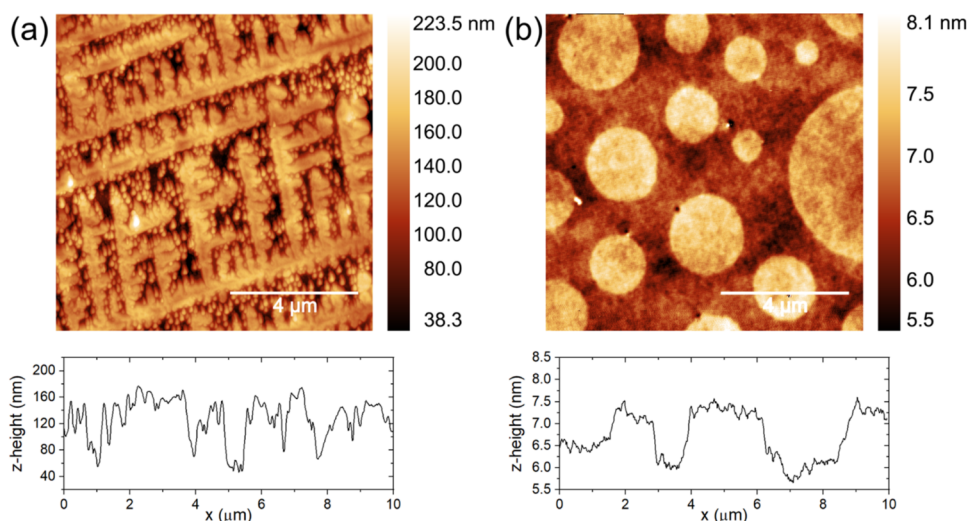 (a)
223.5 nm
200.0
180.0
160.0
140.0
120.0
100.0
80.0
38.3
4 µm
(b)
8.1 nm
7.5
7.0
6.5
6.0
5.5
4 µm
z-height (nm)
200
160
120
80
40
0 2 4 6 8 10
x (µm)
z-height (nm)
8.5
8.0
7.5
7.0
6.5
6.0
5.5
0 2 4 6 8 10
x (µm)